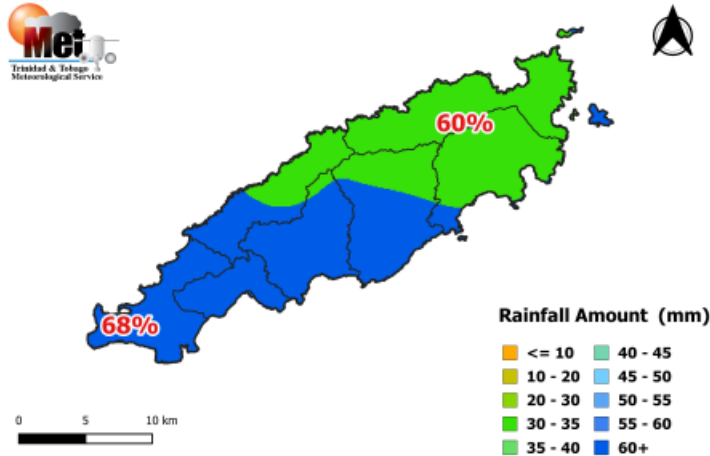 Met
Trinidad & Tobago
Meteorological Service
60%
68%
Rainfall Amount (mm)
<= 10
10 - 20
20 - 30
30 - 35
35 - 40
40 - 45
45 - 50
50 - 55
55 - 60
60+
0 5 10 km